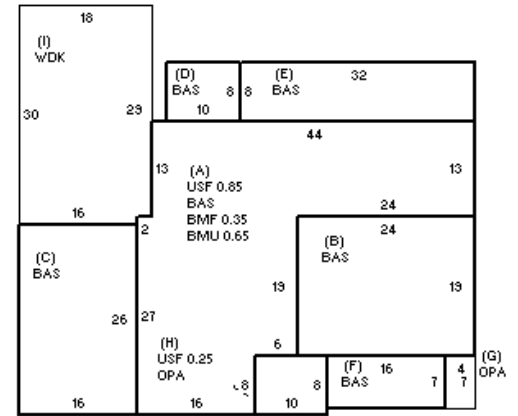 18
(I)
WDK
30
29
16
(D)
BAS
8
10
8
(E)
BAS
32
44
13
(A)
USF 0.85
BAS
BMF 0.35
BMU 0.65
13
24
24
2
(B)
BAS
19
19
(C)
BAS
26
27
16
6
(H)
USF 0.25
OPA
8
16
8
10
(F)
BAS
16
7
4
7
(G)
OPA